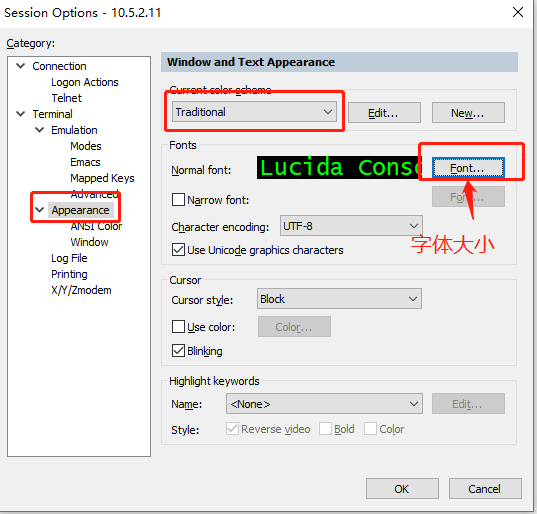 Session Options - 10.5.2.11
Category:
Connection
Logon Actions
Telnet
Terminal
Emulation
Modes
Emacs
Mapped Keys
Advanced
Appearance
ANSI Color
Window
Log File
Printing
X/Y/Zmodem
Window and Text Appearance
Current color scheme
Traditional
Edit...
New...
Fonts
Normal font:
Lucida Conso
Font...
Narrow font:
Font...
Character encoding:
UTF-8
字体大小
Use Unicode graphics characters
Cursor
Cursor style:
Block
Use color:
Color...
Blinking
Highlight keywords
Name:
<None>
Edit...
Style:
Reverse video
Bold
Color
OK
Cancel